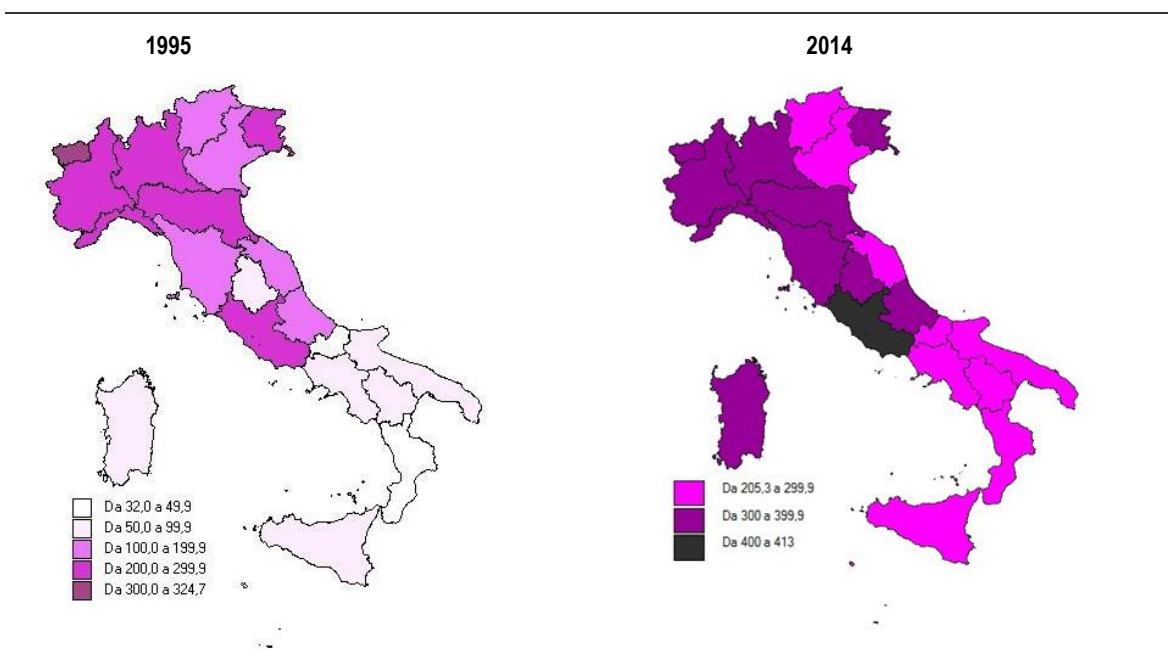 1995
2014
Da 32,0 a 49,9
Da 50,0 a 99,9
Da 100,0 a 199,9
Da 200,0 a 299,9
Da 300,0 a 324,7
Da 205,3 a 299,9
Da 300 a 399,9
Da 400 a 413